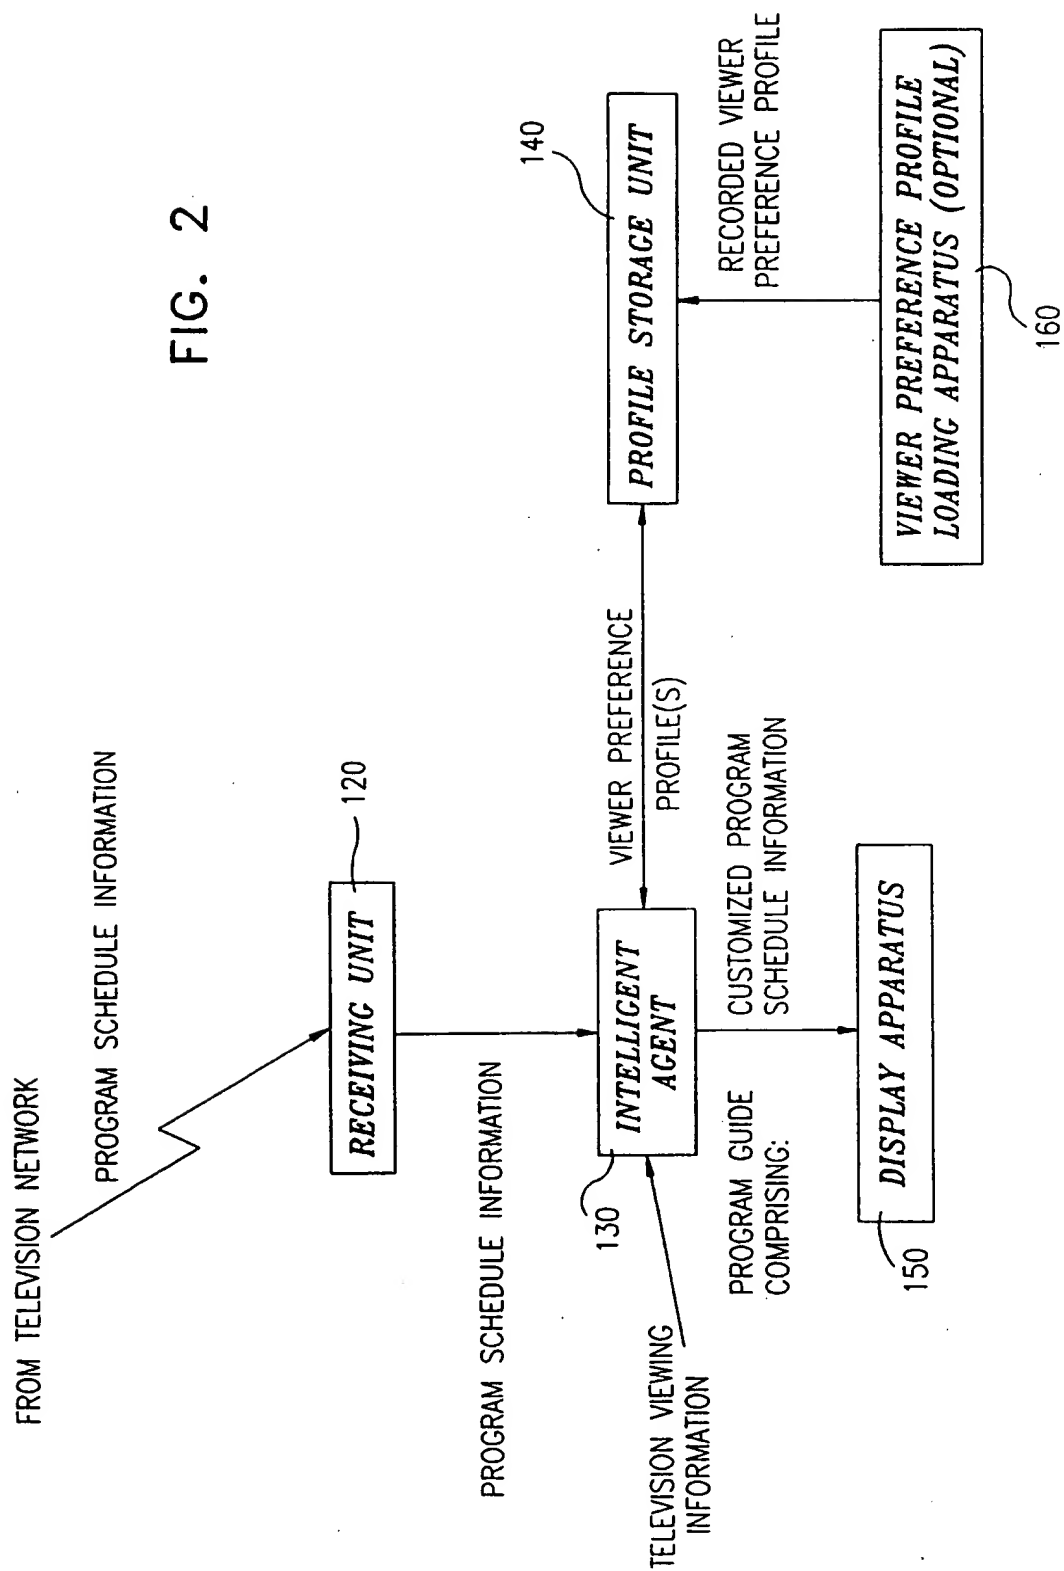 FIG. 2
FROM TELEVISION NETWORK
PROGRAM SCHEDULE INFORMATION
120
RECEIVING UNIT
PROGRAM SCHEDULE INFORMATION
140
PROFILE STORAGE UNIT
VIEWER PREFERENCE
PROFILE(S)
130
INTELLIGENT
AGENT
TELEVISION VIEWING
INFORMATION
RECORDED VIEWER
PREFERENCE PROFILE
PROGRAM GUIDE
COMPRISING:
CUSTOMIZED PROGRAM
SCHEDULE INFORMATION
150
DISPLAY APPARATUS
VIEWER PREFERENCE PROFILE
LOADING APPARATUS (OPTIONAL)
160